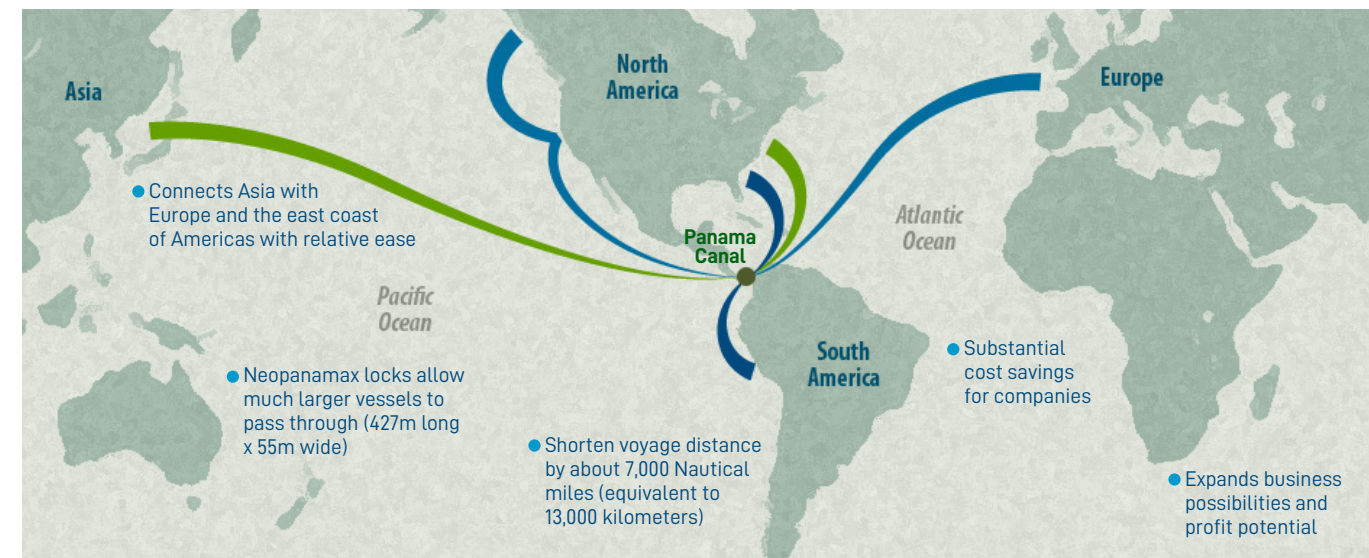 North
America
Asia
Europe
● Connects Asia with
Europe and the east coast
of Americas with relative ease
Atlantic
Ocean
Panama
Canal
Pacific
Ocean
South
America
● Substantial
cost savings
for companies
● Neopanamax locks allow
much larger vessels to
pass through (427m long
x 55m wide)
● Shorten voyage distance
by about 7,000 Nautical
miles (equivalent to
13,000 kilometers)
● Expands business
possibilities and
profit potential